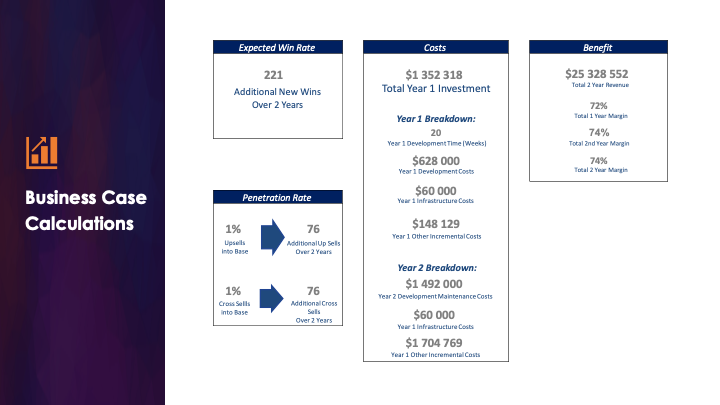 Business Case
Calculations
Expected Win Rate
221
Additional New Wins
Over 2 Years
Penetration Rate
1%
Upsells
into Base
76
Additional Up Sells
Over 2 Years
1%
Cross Sellls
into Base
76
Additional Cross
Sells
Over 2 Years
Costs
$1 352 318
Total Year 1 Investment
Year 1 Breakdown:
20
Year 1 Development Time (Weeks)
$628 000
Year 1 Development Costs
$60 000
Year 1 Infrastructure Costs
$148 129
Year 1 Other Incremental Costs
Year 2 Breakdown:
$1 492 000
Year 2 Development Maintenance Costs
$60 000
Year 1 Infrastructure Costs
$1 704 769
Year 1 Other Incremental Costs
Benefit
$25 328 552
Total 2 Year Revenue
72%
Total 1 Year Margin
74%
Total 2nd Year Margin
74%
Total 2 Year Margin